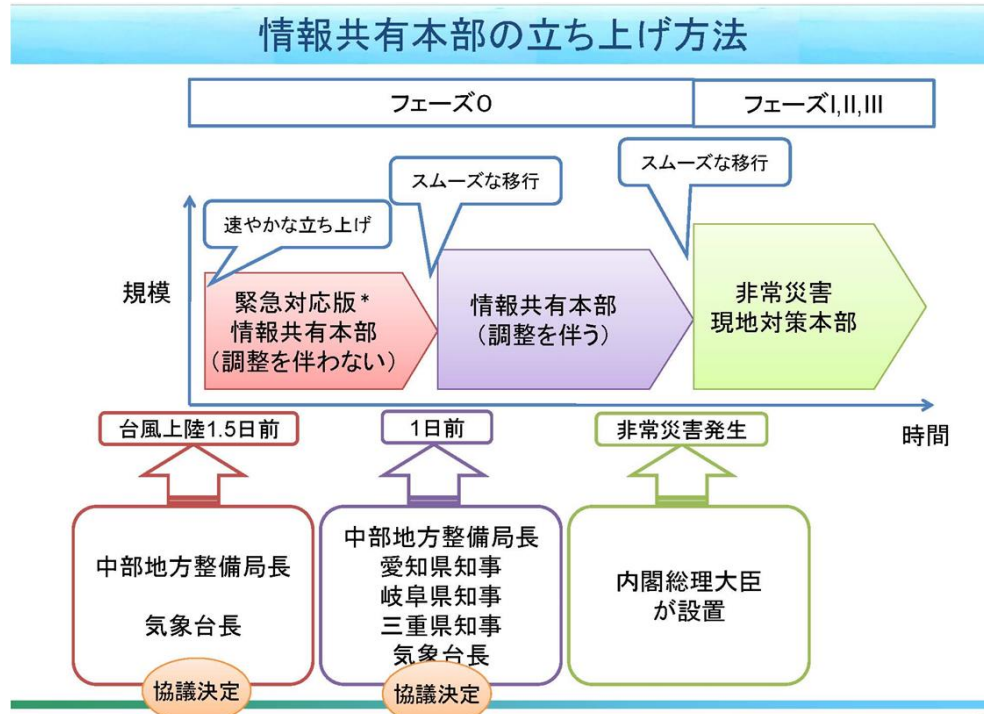 情報共有本部の立ち上げ方法
フェーズ0
フェーズI,II,III
スムーズな移行
スムーズな移行
速やかな立ち上げ
規模
緊急対応版*
情報共有本部
(調整を伴わない)
情報共有本部
(調整を伴う)
非常災害
現地対策本部
時間
台風上陸1.5日前
1日前
非常災害発生
中部地方整備局長
気象台長
協議決定
中部地方整備局長
愛知県知事
岐阜県知事
三重県知事
気象台長
協議決定
内閣総理大臣
が設置